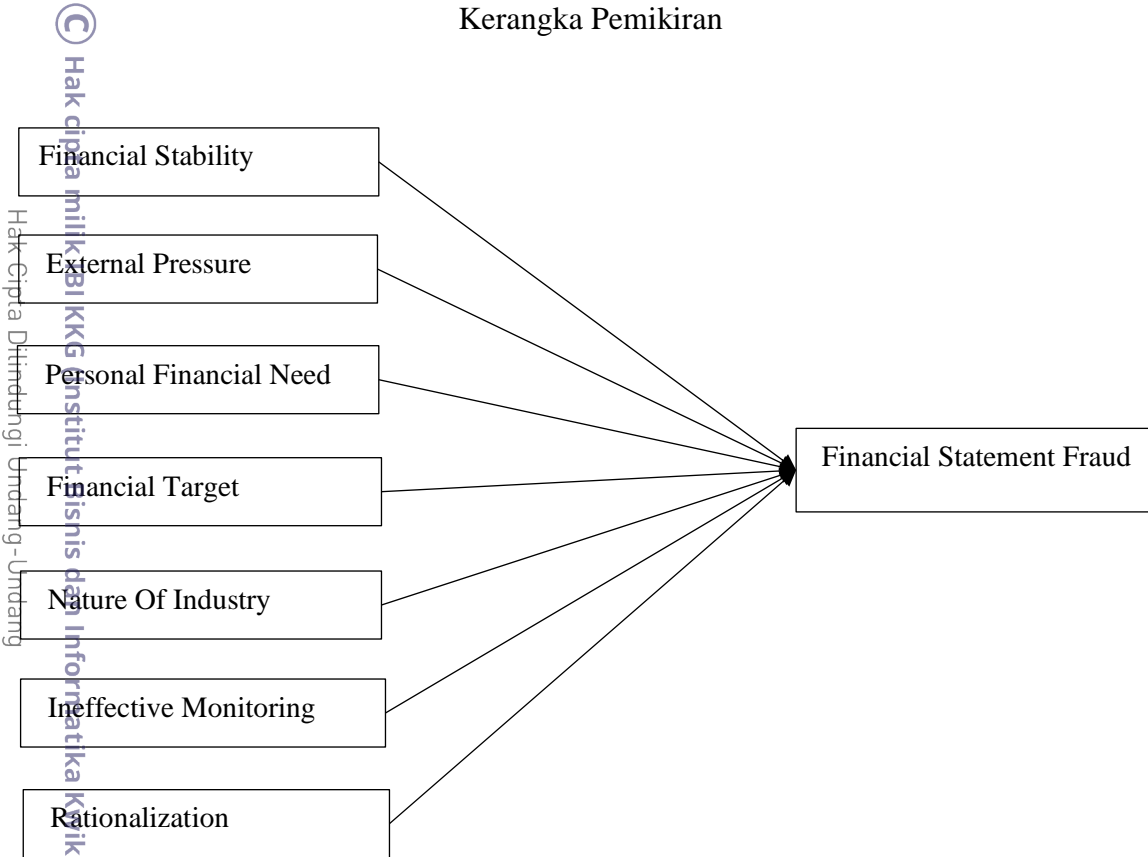 Kerangka Pemikiran
© Hak cipta milik IBI KKG (Institut Bisnis dan Informatika Kwik
Hak Cipta Dilindungi Undang-Undang
Financial Stability
External Pressure
Personal Financial Need
Financial Target
Nature Of Industry
Ineffective Monitoring
Rationalization
Financial Statement Fraud